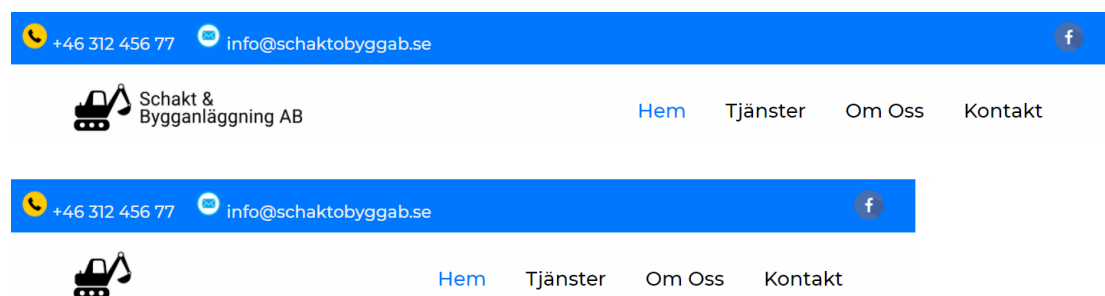 +46 312 456 77 info@schaktobyggab.se f
Schakt &
Bygganläggning AB
Hem Tjänster Om Oss Kontakt
+46 312 456 77 info@schaktobyggab.se f
Hem Tjänster Om Oss Kontakt